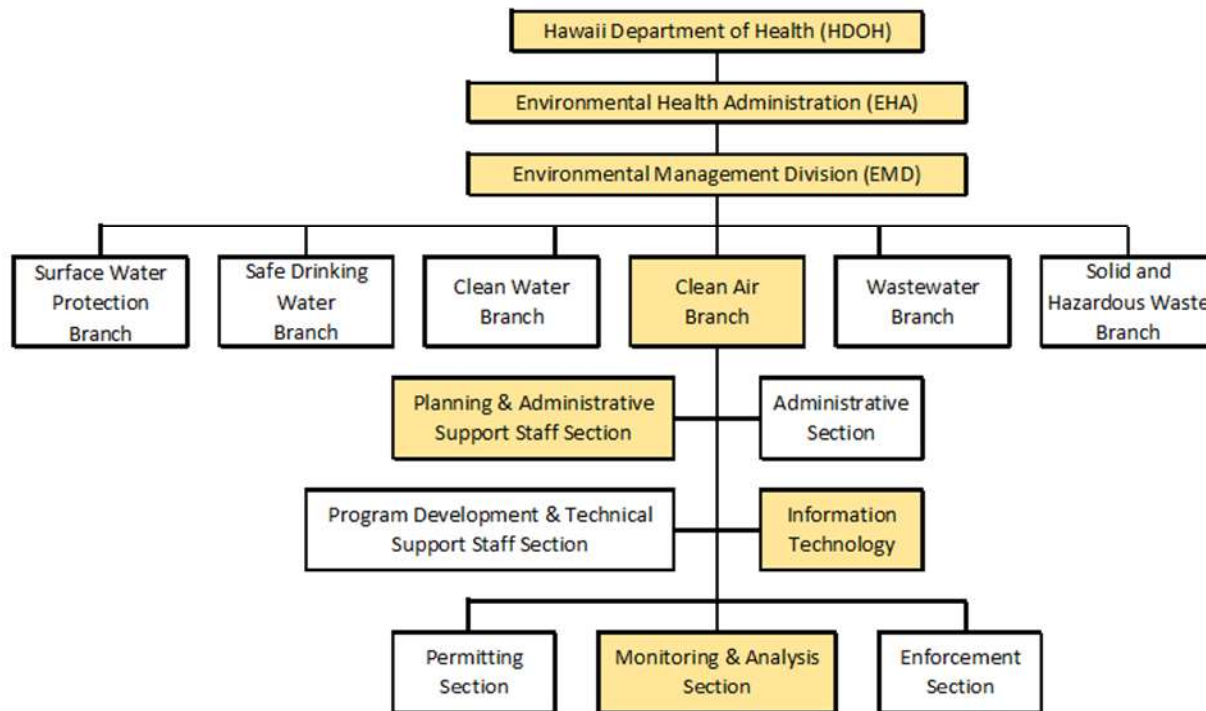 Hawaii Department of Health (HDOH)
Environmental Health Administration (EHA)
Environmental Management Division (EMD)
Surface Water
Protection
Branch
Safe Drinking
Water
Branch
Clean Water
Branch
Clean Air
Branch
Wastewater
Branch
Solid and
Hazardous Waste
Branch
Planning & Administrative
Support Staff Section
Administrative
Section
Program Development & Technical
Support Staff Section
Information
Technology
Permitting
Section
Monitoring & Analysis
Section
Enforcement
Section